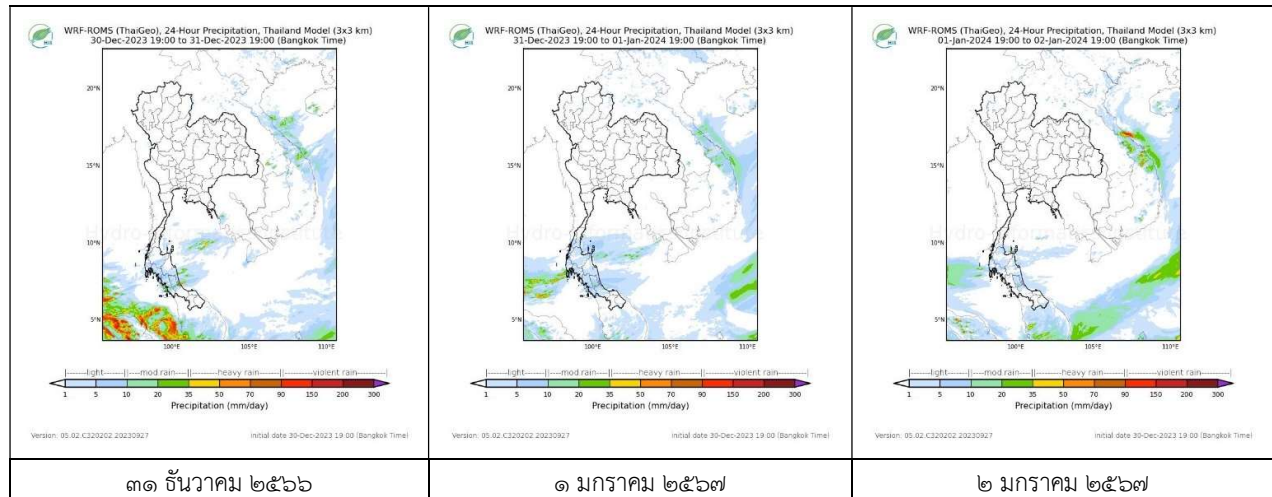 WRF-ROMS (ThaiGeo), 24-Hour Precipitation, Thailand Model (3x3 km)
30-Dec-2023 19:00 to 31-Dec-2023 19:00 (Bangkok Time)
20°N
15°N
10°N
5°N
100°E 105°E 110°E
|-------light-------||----mod rain----||--------heavy rain--------||--------violent rain--------|
1 5 10 20 35 50 70 90 150 200 300
Precipitation (mm/day)
Version: 05.02.C320202.20230927 initial date 30-Dec-2023 19:00 (Bangkok Time)
๓๑ ธันวาคม ๒๕๖๖
WRF-ROMS (ThaiGeo), 24-Hour Precipitation, Thailand Model (3x3 km)
31-Dec-2023 19:00 to 01-Jan-2024 19:00 (Bangkok Time)
20°N
15°N
10°N
5°N
100°E 105°E 110°E
|-------light-------||----mod rain----||--------heavy rain--------||--------violent rain--------|
1 5 10 20 35 50 70 90 150 200 300
Precipitation (mm/day)
Version: 05.02.C320202.20230927 initial date 30-Dec-2023 19:00 (Bangkok Time)
๑ มกราคม ๒๕๖๗
WRF-ROMS (ThaiGeo), 24-Hour Precipitation, Thailand Model (3x3 km)
01-Jan-2024 19:00 to 02-Jan-2024 19:00 (Bangkok Time)
20°N
15°N
10°N
5°N
100°E 105°E 110°E
|-------light-------||----mod rain----||--------heavy rain--------||--------violent rain--------|
1 5 10 20 35 50 70 90 150 200 300
Precipitation (mm/day)
Version: 05.02.C320202.20230927 initial date 30-Dec-2023 19:00 (Bangkok Time)
๒ มกราคม ๒๕๖๗